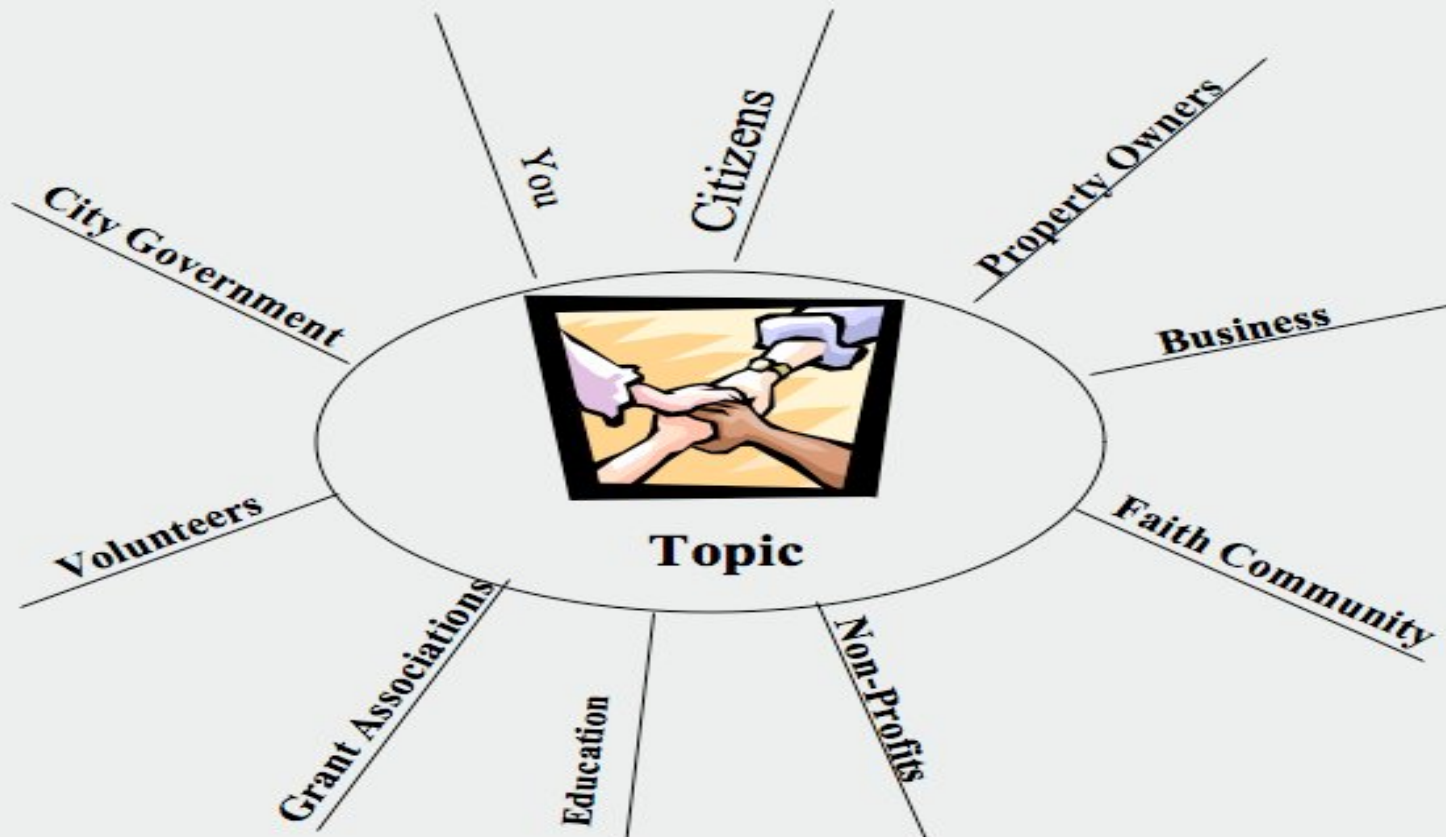 You
Citizens
Property Owners
City Government
Business
Volunteers
Topic
Faith Community
Grant Associations
Education
Non-Profits